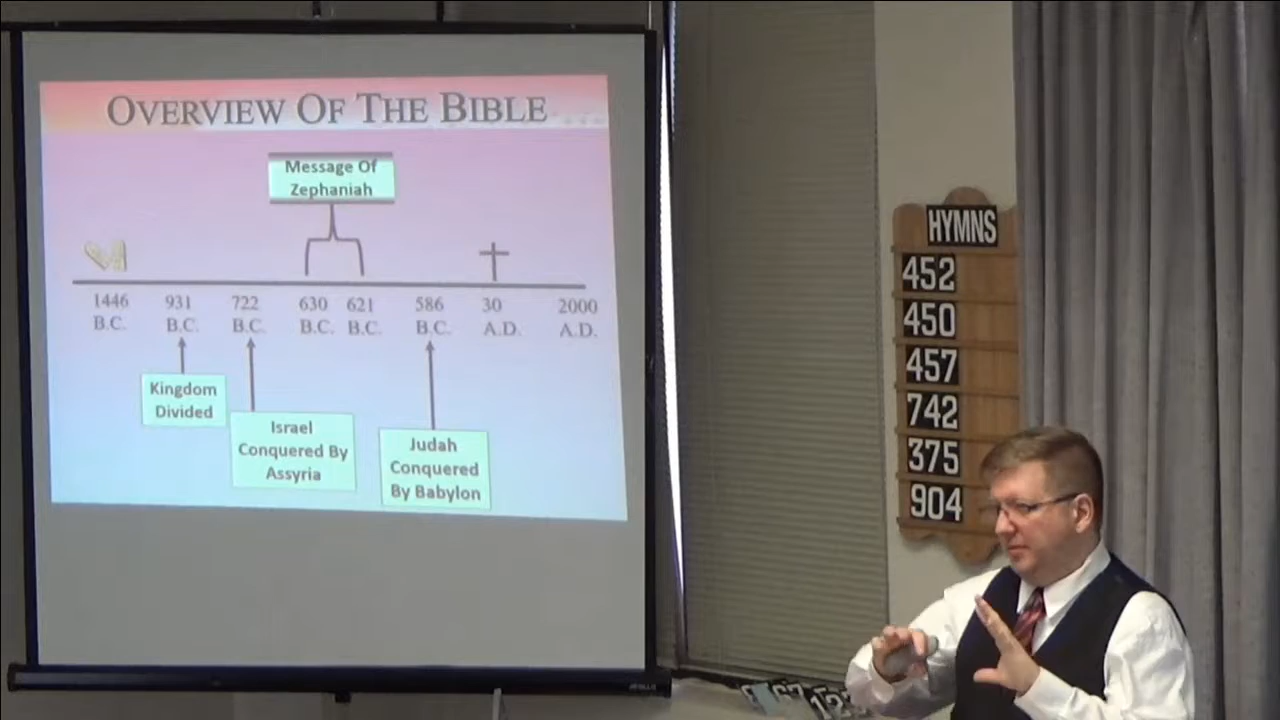 OVERVIEW OF THE BIBLE
Message Of
Zephaniah
1446 931 722 630 621 586 30 2000
B.C. B.C. B.C. B.C. B.C. B.C. A.D. A.D.
Kingdom
Divided
Israel
Conquered By
Assyria
Judah
Conquered
By Babylon
HYMNS
452
450
457
742
375
904